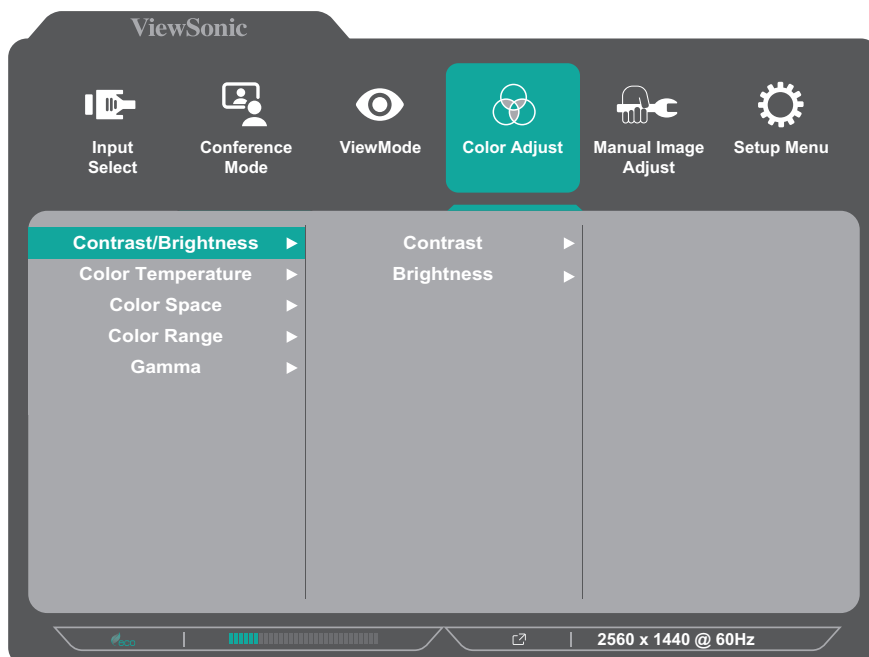 ViewSonic
Input
Select
Conference
Mode
ViewMode
Color Adjust
Manual Image
Adjust
Setup Menu
Contrast/Brightness
Color Temperature
Color Space
Color Range
Gamma
Contrast
Brightness
eco
2560 x 1440 @ 60Hz